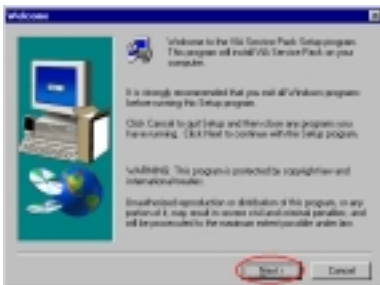 Welcome
Welcome to the VIA Service Pack Setup program.
This program will install VIA Service Pack on your
computer.
It is strongly recommended that you exit all Windows programs
before running this Setup program.
Click Cancel to quit Setup and then close any programs you
have running. Click Next to continue with the Setup program.
WARNING: This program is protected by copyright law and
international treaties.
Unauthorized reproduction or distribution of this program, or any
portion of it, may result in severe civil and criminal penalties, and
will be prosecuted to the maximum extent possible under law.
Next >
Cancel